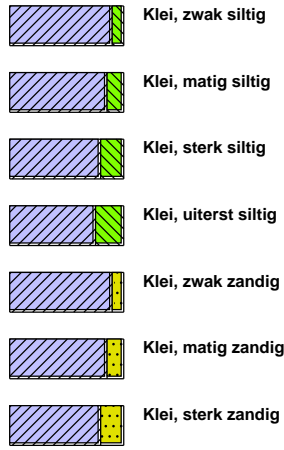 Klei, zwak siltig
Klei, matig siltig
Klei, sterk siltig
Klei, uiterst siltig
Klei, zwak zandig
Klei, matig zandig
Klei, sterk zandig